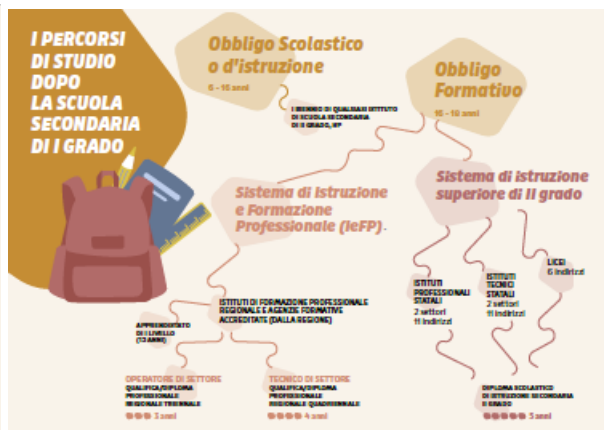 I PERCORSI
DI STUDIO
DOPO
LA SCUOLA
SECONDARIA
DI I GRADO
Obbligo Scolastico
o d'istruzione
6 - 16 anni
I BIENNIO DI QUALSIASI ISTITUTO
DI SCUOLA SECONDARIA
DI II GRADO,
Obbligo
Formativo
16 - 18 anni
Sistema di Istruzione
e Formazione
Professionale (IeFP).
Sistema di istruzione
superiore di II grado
APPRENDISTATO
DI I LIVELLO
ISTITUTI DI FORMAZIONE PROFESSIONALE
REGIONALE E AGENZIE FORMATIVE
ACCREDITATE (DALLA REGIONE)
OPERATORE DI SETTORE
QUALIFICA/DIPLOMA
PROFESSIONALE
REGIONALE TRIENNALE
3 anni
TECNICO DI SETTORE
QUALIFICA/DIPLOMA
PROFESSIONALE
REGIONALE QUADRIENNALE
4 anni
ISTITUTI
PROFESSIONALI
STATALI
2 settori
11 indirizzi
ISTITUTI
TECNICI
STATALI
2 settori
11 indirizzi
LICEI
6 indirizzi
DIPLOMA SCOLASTICO
DI ISTRUZIONE SECONDARIA
II GRADO
5 anni